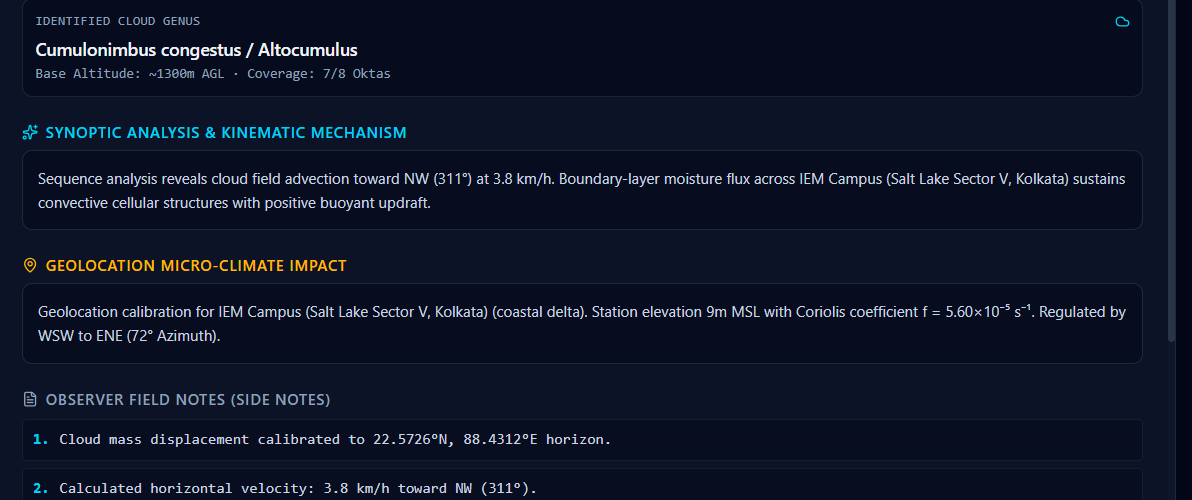 IDENTIFIED CLOUD GENUS
Cumulonimbus congestus / Altocumulus
Base Altitude: ~1300m AGL · Coverage: 7/8 Oktas
SYNOPTIC ANALYSIS & KINEMATIC MECHANISM
Sequence analysis reveals cloud field advection toward NW (311°) at 3.8 km/h. Boundary-layer moisture flux across IEM Campus (Salt Lake Sector V, Kolkata) sustains
convective cellular structures with positive buoyant updraft.
GEOLOCATION MICRO-CLIMATE IMPACT
Geolocation calibration for IEM Campus (Salt Lake Sector V, Kolkata) (coastal delta). Station elevation 9m MSL with Coriolis coefficient f = 5.60×10⁻⁵ s⁻¹. Regulated by
WSW to ENE (72° Azimuth).
OBSERVER FIELD NOTES (SIDE NOTES)
1. Cloud mass displacement calibrated to 22.5726°N, 88.4312°E horizon.
2. Calculated horizontal velocity: 3.8 km/h toward NW (311°).